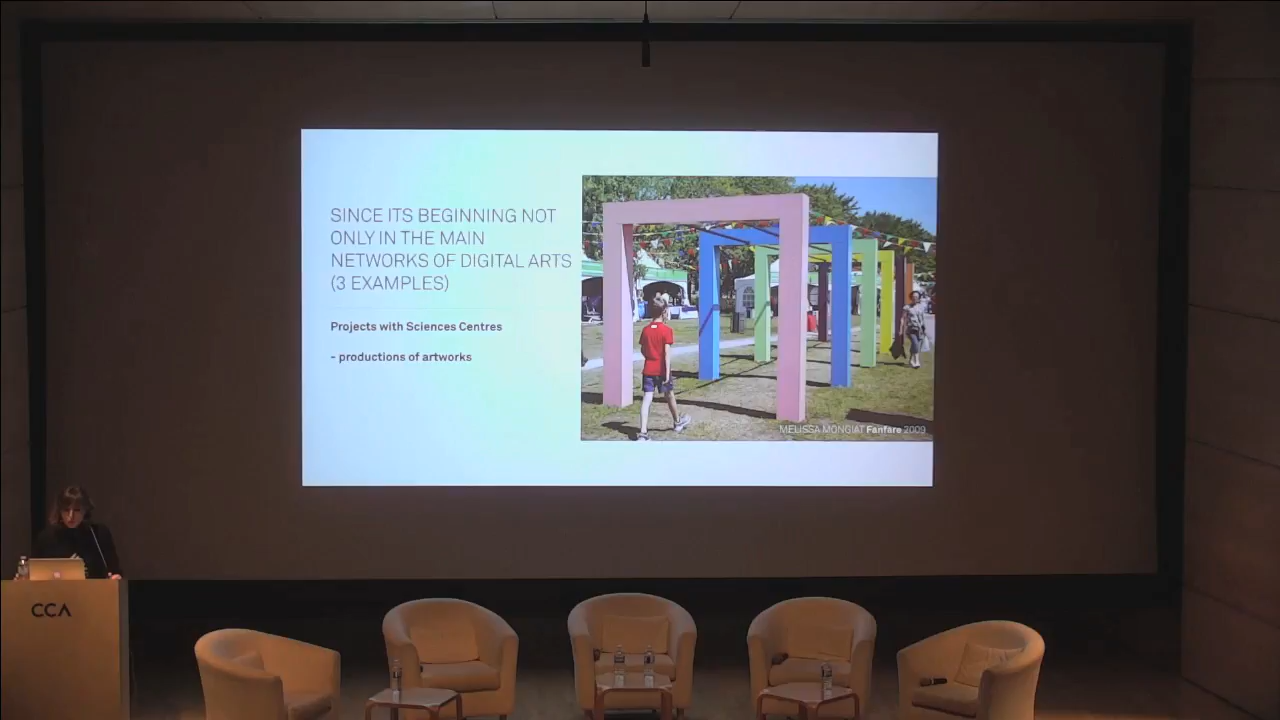 SINCE ITS BEGINNING NOT
ONLY IN THE MAIN
NETWORKS OF DIGITAL ARTS
(3 EXAMPLES)
Projects with Sciences Centres
- productions of artworks
MELISSA MONGIAT Fanfare 2009
CCA